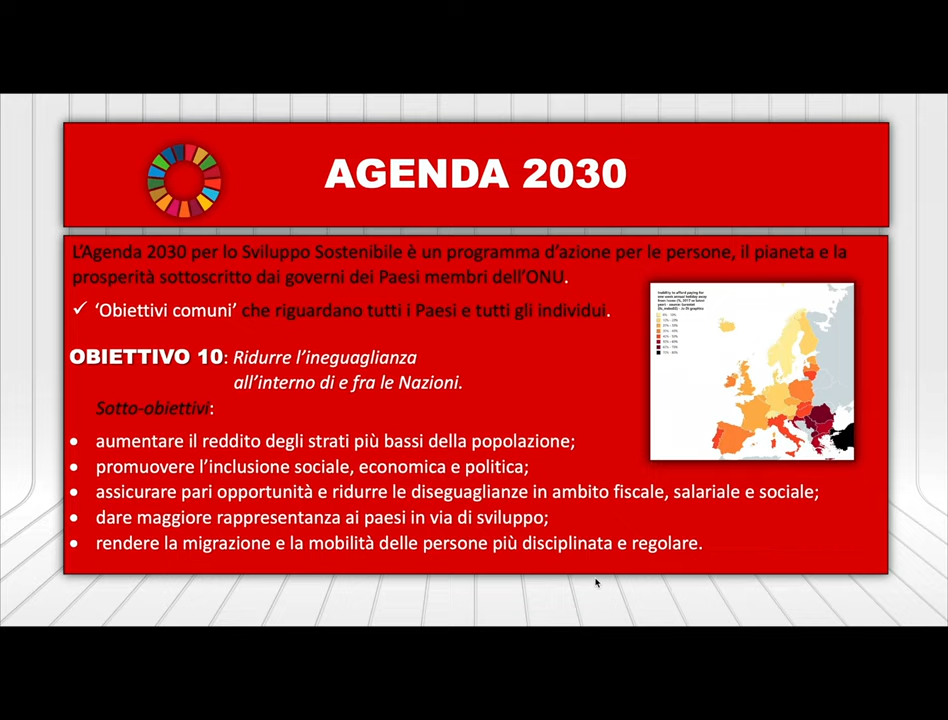 AGENDA 2030
L'Agenda 2030 per lo Sviluppo Sostenibile è un programma d'azione per le persone, il pianeta e la
prosperità sottoscritto dai governi dei Paesi membri dell'ONU.
✓ 'Obiettivi comuni' che riguardano tutti i Paesi e tutti gli individui.
OBIETTIVO 10: Ridurre l'ineguaglianza
all'interno di e fra le Nazioni.
Sotto-obiettivi:
• aumentare il reddito degli strati più bassi della popolazione;
• promuovere l'inclusione sociale, economica e politica;
• assicurare pari opportunità e ridurre le diseguaglianze in ambito fiscale, salariale e sociale;
• dare maggiore rappresentanza ai paesi in via di sviluppo;
• rendere la migrazione e la mobilità delle persone più disciplinata e regolare.